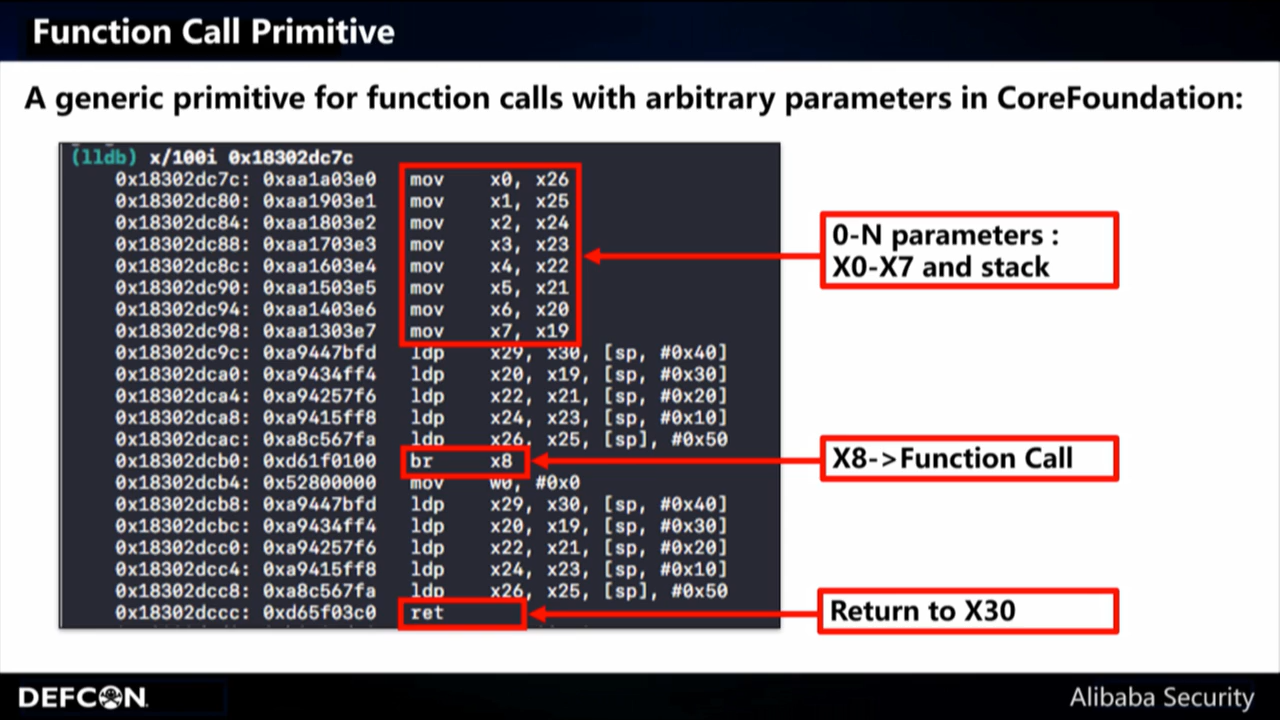 Function Call Primitive
A generic primitive for function calls with arbitrary parameters in CoreFoundation:
(lldb) x/100i 0x18302dc7c
0x18302dc7c: 0xaa1a03e0 mov x0, x26
0x18302dc80: 0xaa1903e1 mov x1, x25
0x18302dc84: 0xaa1803e2 mov x2, x24
0x18302dc88: 0xaa1703e3 mov x3, x23
0x18302dc8c: 0xaa1603e4 mov x4, x22
0x18302dc90: 0xaa1503e5 mov x5, x21
0x18302dc94: 0xaa1403e6 mov x6, x20
0x18302dc98: 0xaa1303e7 mov x7, x19
0x18302dc9c: 0xa9447bfd ldp x29, x30, [sp, #0x40]
0x18302dca0: 0xa9434ff4 ldp x20, x19, [sp, #0x30]
0x18302dca4: 0xa94257f6 ldp x22, x21, [sp, #0x20]
0x18302dca8: 0xa9415ff8 ldp x24, x23, [sp, #0x10]
0x18302dcac: 0xa8c567fa ldp x26, x25, [sp], #0x50
0x18302dcb0: 0xd61f0100 br x8
0x18302dcb4: 0x52800000 mov w0, #0x0
0x18302dcb8: 0xa9447bfd ldp x29, x30, [sp, #0x40]
0x18302dcbc: 0xa9434ff4 ldp x20, x19, [sp, #0x30]
0x18302dcc0: 0xa94257f6 ldp x22, x21, [sp, #0x20]
0x18302dcc4: 0xa9415ff8 ldp x24, x23, [sp, #0x10]
0x18302dcc8: 0xa8c567fa ldp x26, x25, [sp], #0x50
0x18302dccc: 0xd65f03c0 ret
0-N parameters :
X0-X7 and stack
X8->Function Call
Return to X30
DEFCON
Alibaba Security